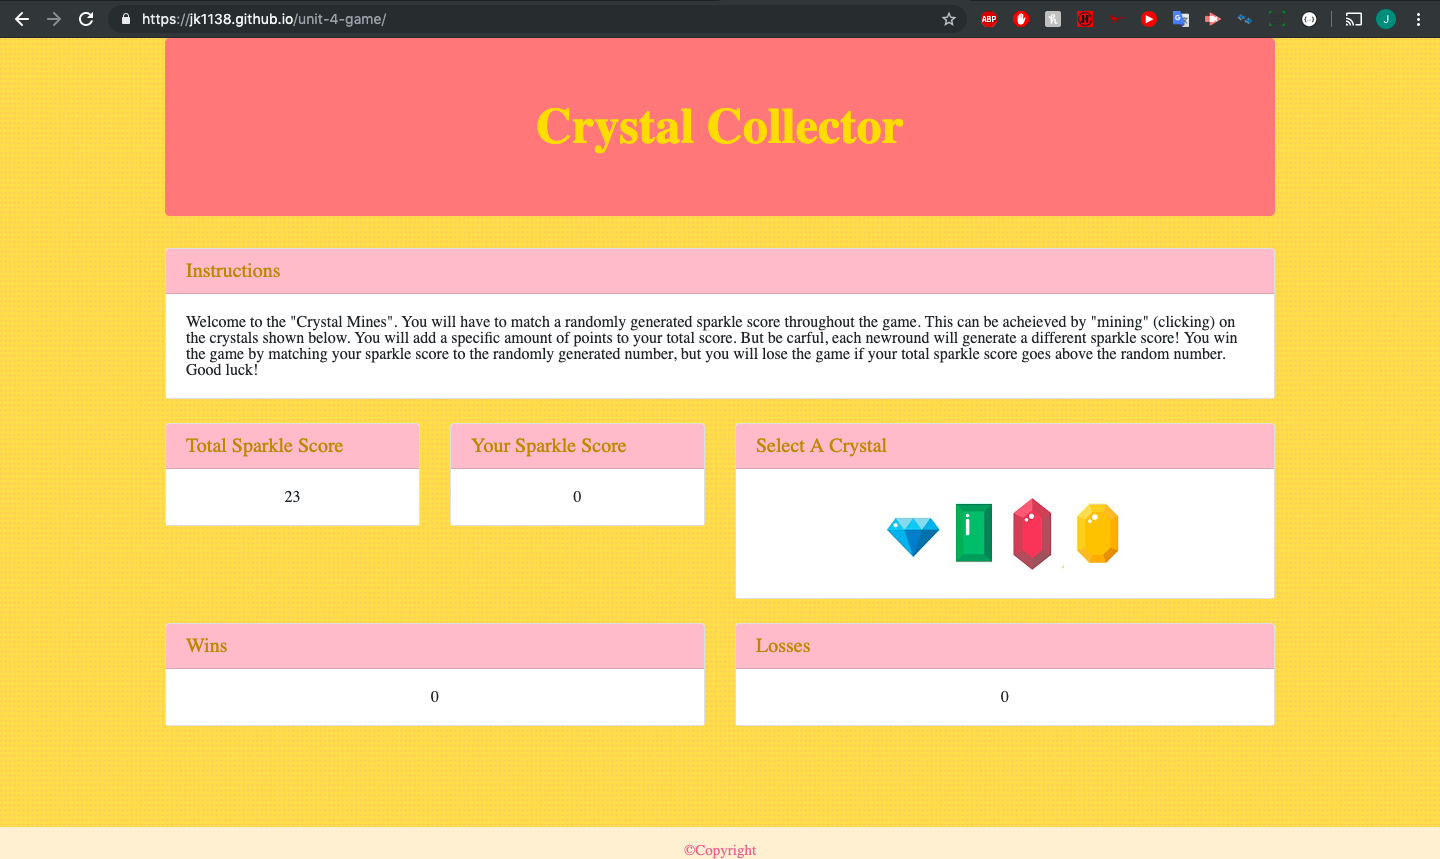 https://jk1138.github.io/unit-4-game/
ABP
J
Crystal Collector
Instructions
Welcome to the "Crystal Mines". You will have to match a randomly generated sparkle score throughout the game. This can be acheieved by "mining" (clicking) on
the crystals shown below. You will add a specific amount of points to your total score. But be carful, each newround will generate a different sparkle score! You win
the game by matching your sparkle score to the randomly generated number, but you will lose the game if your total sparkle score goes above the random number.
Good luck!
Total Sparkle Score
Your Sparkle Score
Select A Crystal
23
0
Wins
Losses
0
0
©Copyright